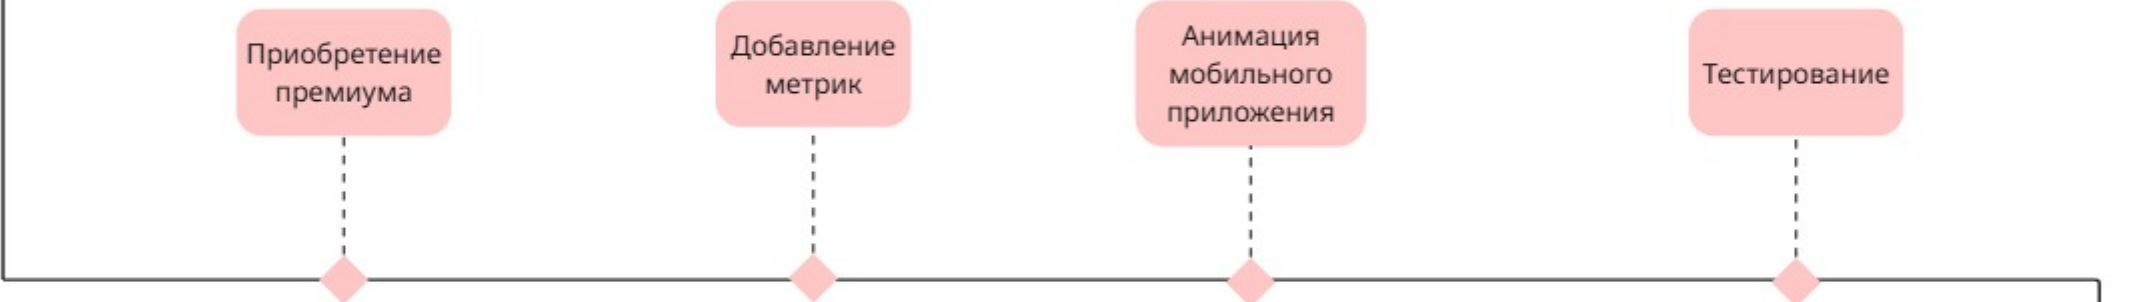 Приобретение
премиума
Добавление
метрик
Анимация
мобильного
приложения
Тестирование